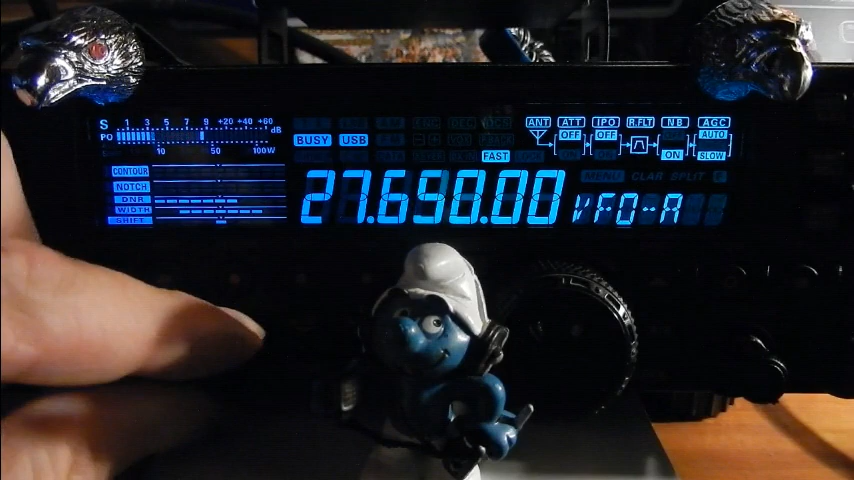 S 1 3 5 7 9 +20 +40 +60 dB
PO
10 50 100W
BUSY USB
FAST
ANT ATT IPO R.FLT NB AGC
OFF OFF AUTO
ON SLOW
CONTOUR
NOTCH
DNR
WIDTH
SHIFT
MENU CLAR SPLIT
27.690.00 VFO-A